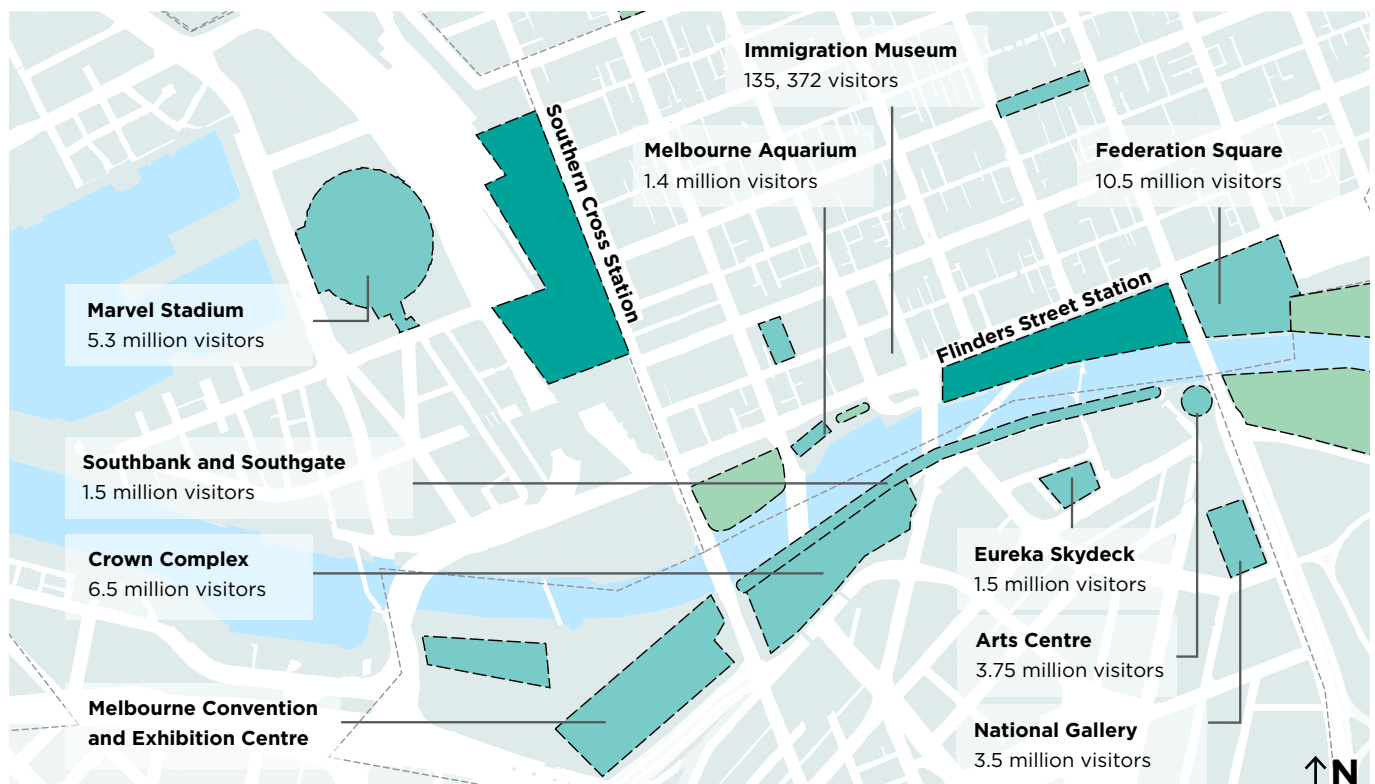 Immigration Museum
135, 372 visitors
Melbourne Aquarium
1.4 million visitors
Federation Square
10.5 million visitors
Southern Cross Station
Marvel Stadium
5.3 million visitors
Flinders Street Station
Southbank and Southgate
1.5 million visitors
Crown Complex
6.5 million visitors
Eureka Skydeck
1.5 million visitors
Arts Centre
3.75 million visitors
Melbourne Convention
and Exhibition Centre
National Gallery
3.5 million visitors
↑N